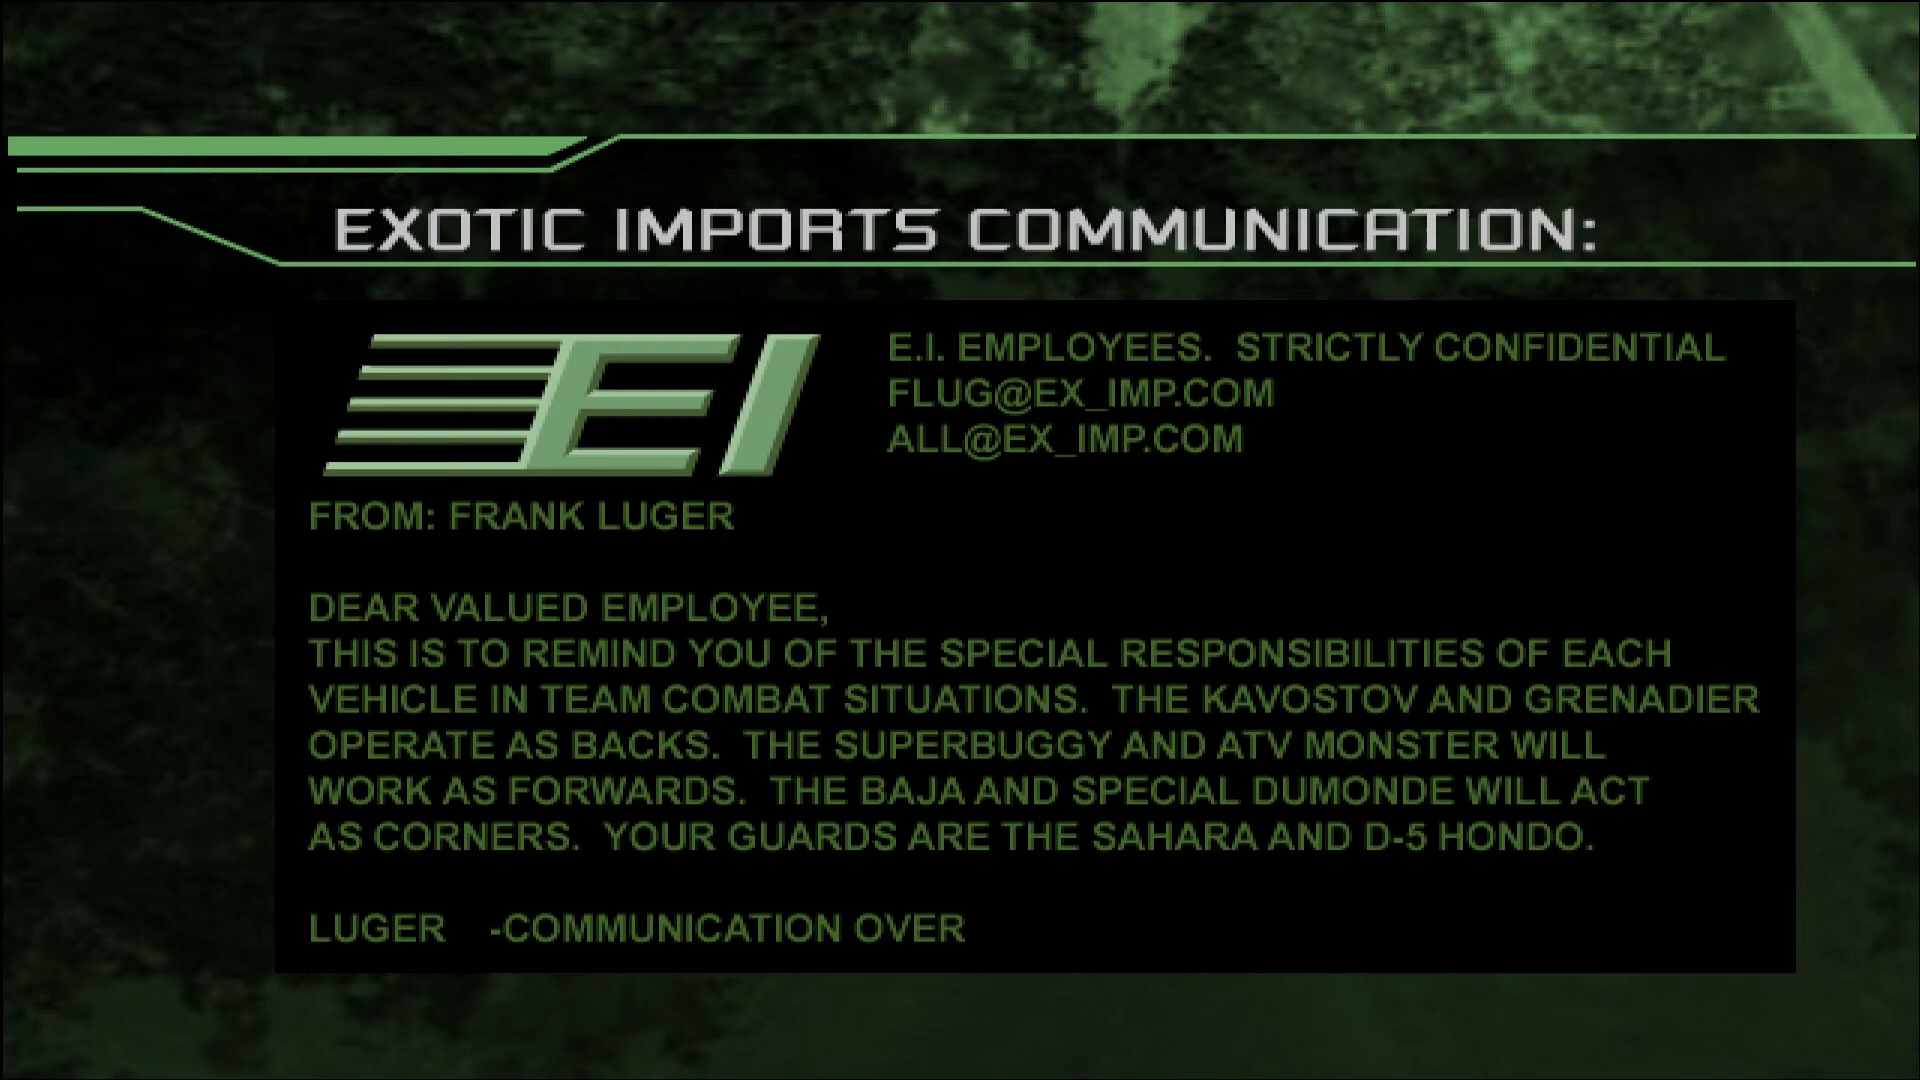 EXOTIC IMPORTS COMMUNICATION:
EI
E.I. EMPLOYEES.  STRICTLY CONFIDENTIAL
FLUG@EX_IMP.COM
ALL@EX_IMP.COM
FROM: FRANK LUGER
DEAR VALUED EMPLOYEE,
THIS IS TO REMIND YOU OF THE SPECIAL RESPONSIBILITIES OF EACH
VEHICLE IN TEAM COMBAT SITUATIONS.  THE KAVOSTOV AND GRENADIER
OPERATE AS BACKS.  THE SUPERBUGGY AND ATV MONSTER WILL
WORK AS FORWARDS.  THE BAJA AND SPECIAL DUMONDE WILL ACT
AS CORNERS.  YOUR GUARDS ARE THE SAHARA AND D-5 HONDO.
LUGER    -COMMUNICATION OVER